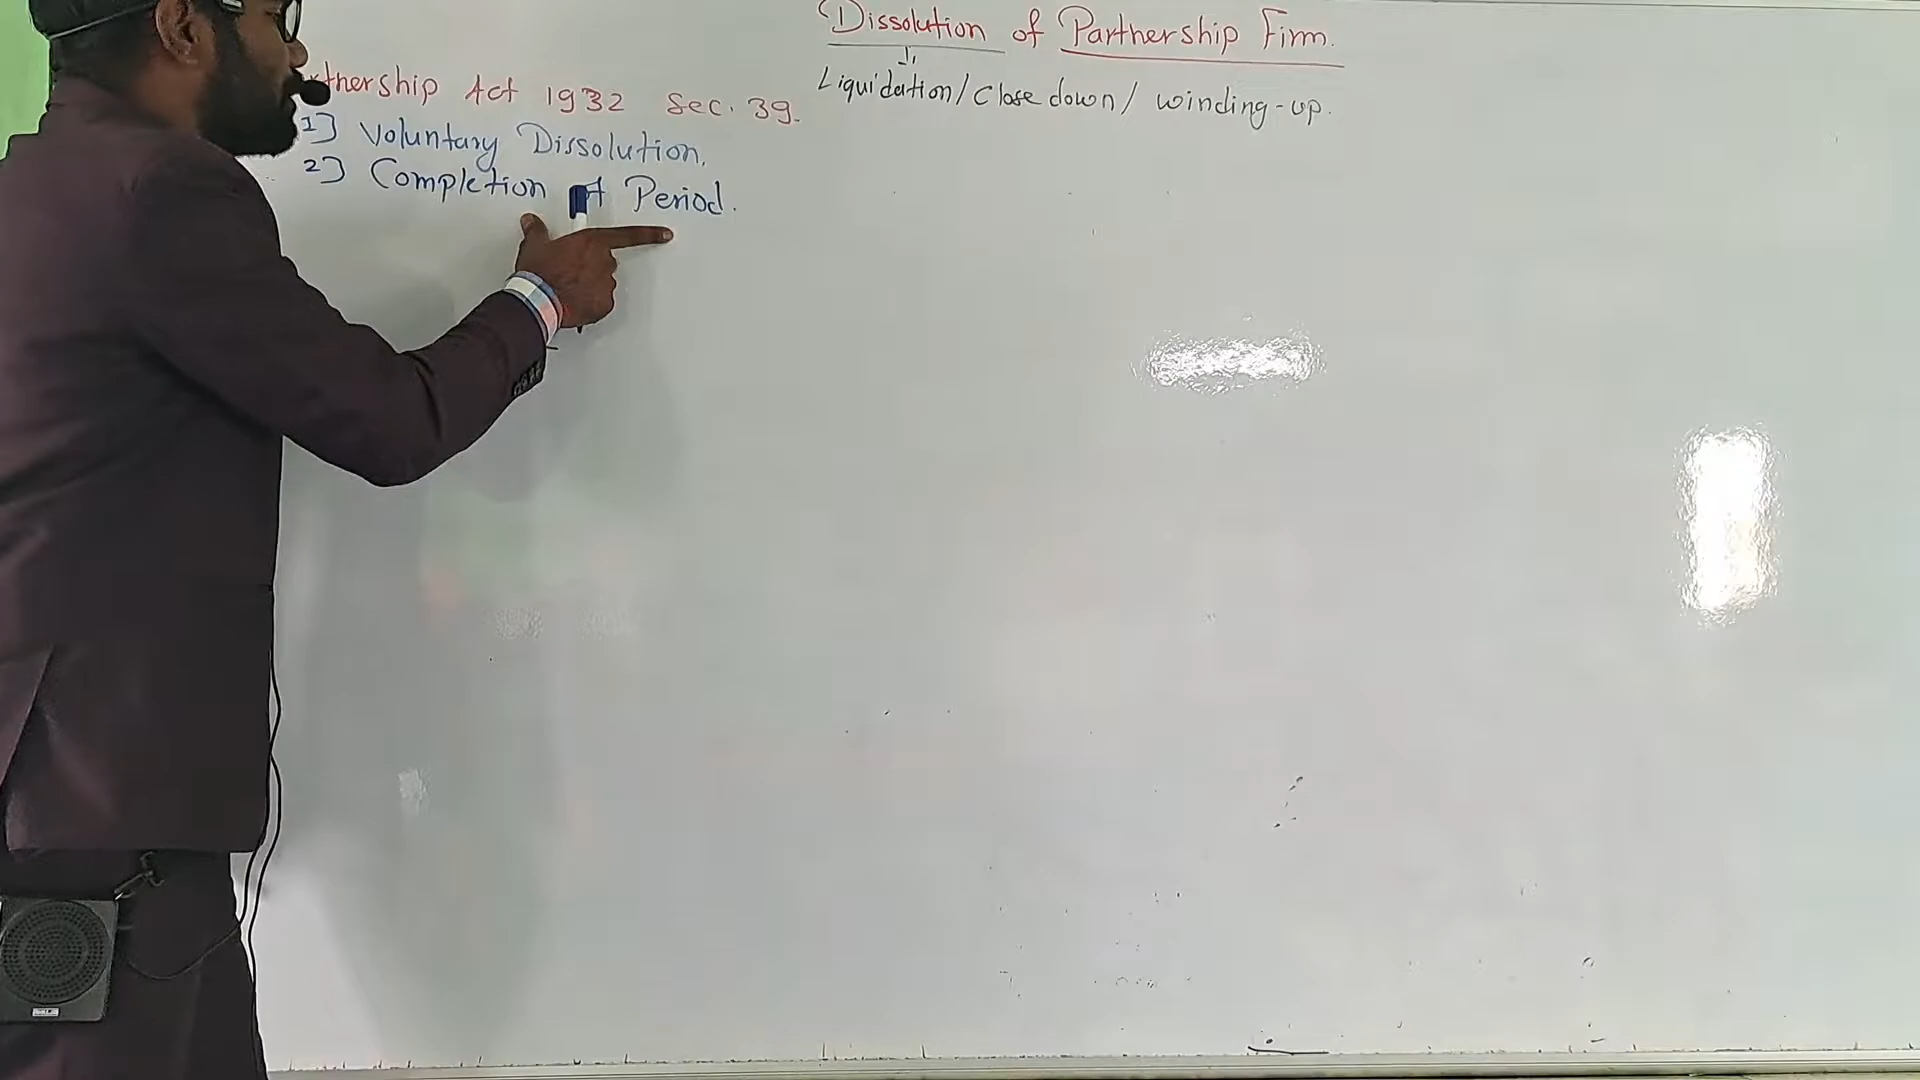 Dissolution of Partnership Firm.
Liquidation/Close down/ winding-up.
rtnership Act 1932 Sec. 39.
1] Voluntary Dissolution.
2] Completion of Period.